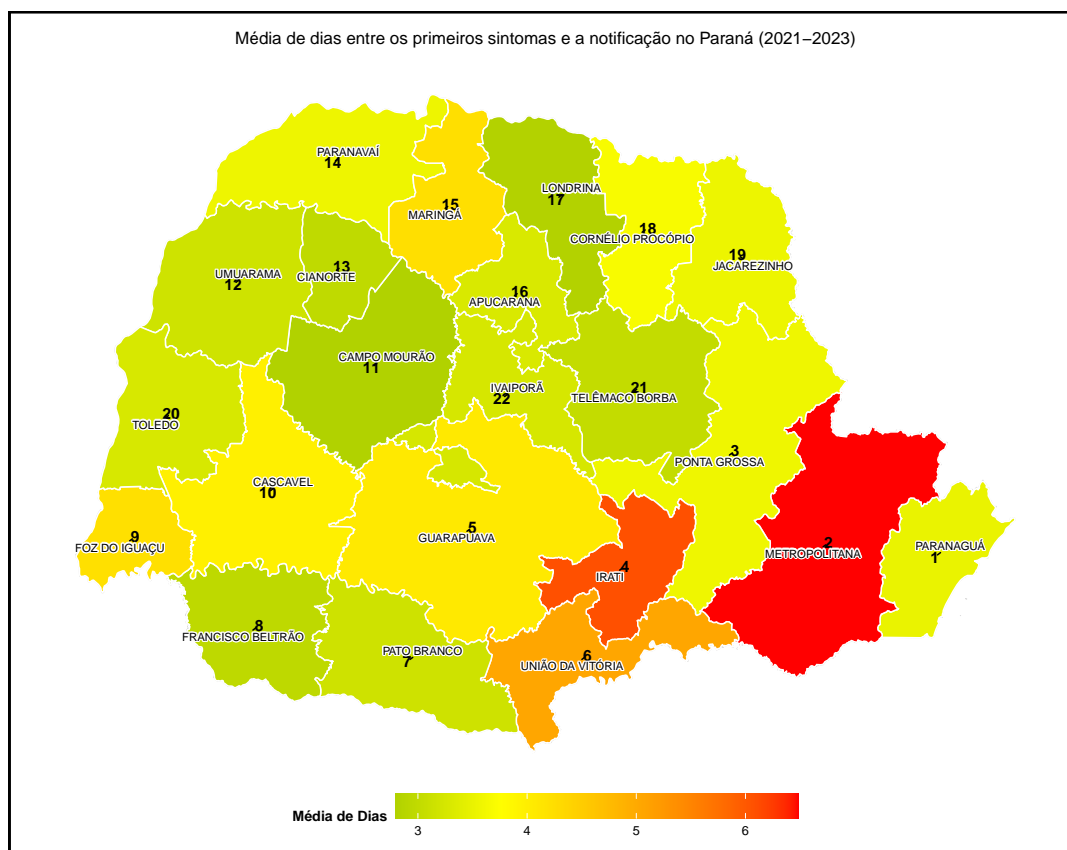 Média de dias entre os primeiros sintomas e a notificação no Paraná (2021–2023)
PARANAVAÍ
14
15
MARINGÁ
LONDRINA
17
18
CORNÉLIO PROCÓPIO
19
JACAREZINHO
UMUARAMA
12
13
CIANORTE
16
APUCARANA
CAMPO MOURÃO
11
IVAIPORÃ
22
21
TELÊMACO BORBA
20
TOLEDO
3
PONTA GROSSA
CASCAVEL
10
9
FOZ DO IGUAÇU
5
GUARAPUAVA
4
IRATI
2
METROPOLITANA
PARANAGUÁ
1
8
FRANCISCO BELTRÃO
PATO BRANCO
7
6
UNIÃO DA VITÓRIA
Média de Dias
3 4 5 6